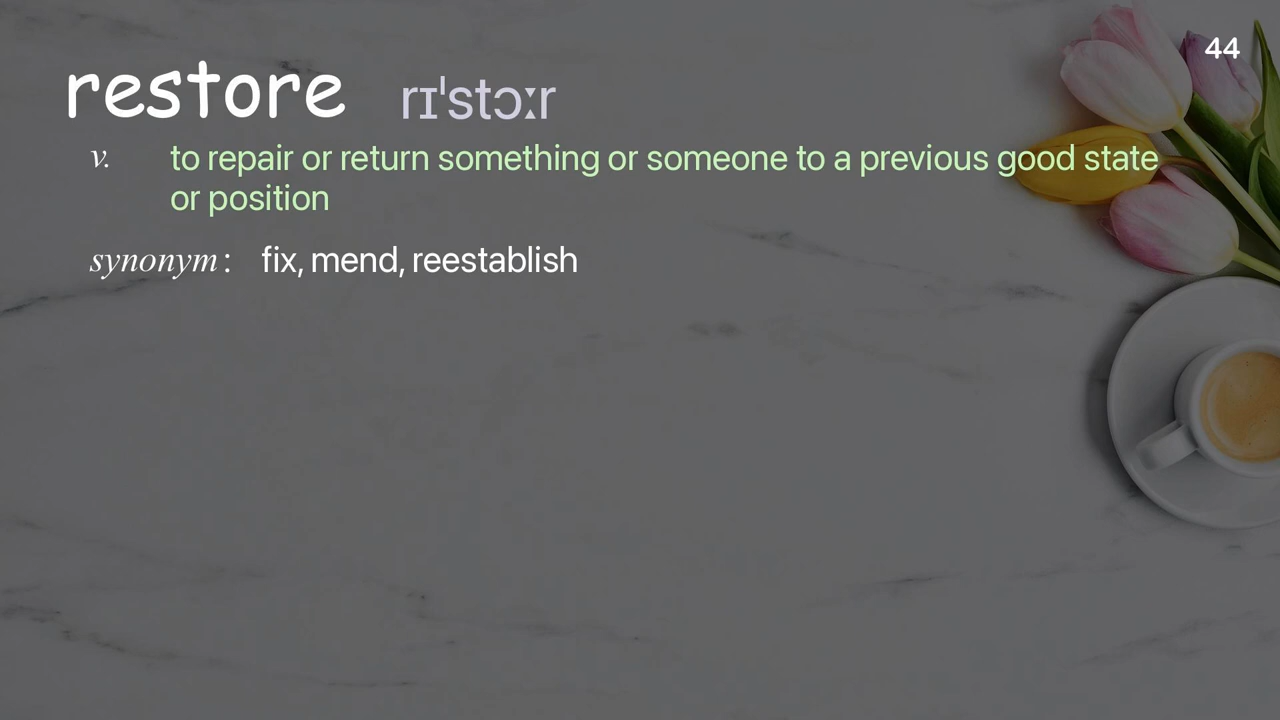 44
restore rɪˈstɔːr
v. to repair or return something or someone to a previous good state
or position
synonym : fix, mend, reestablish